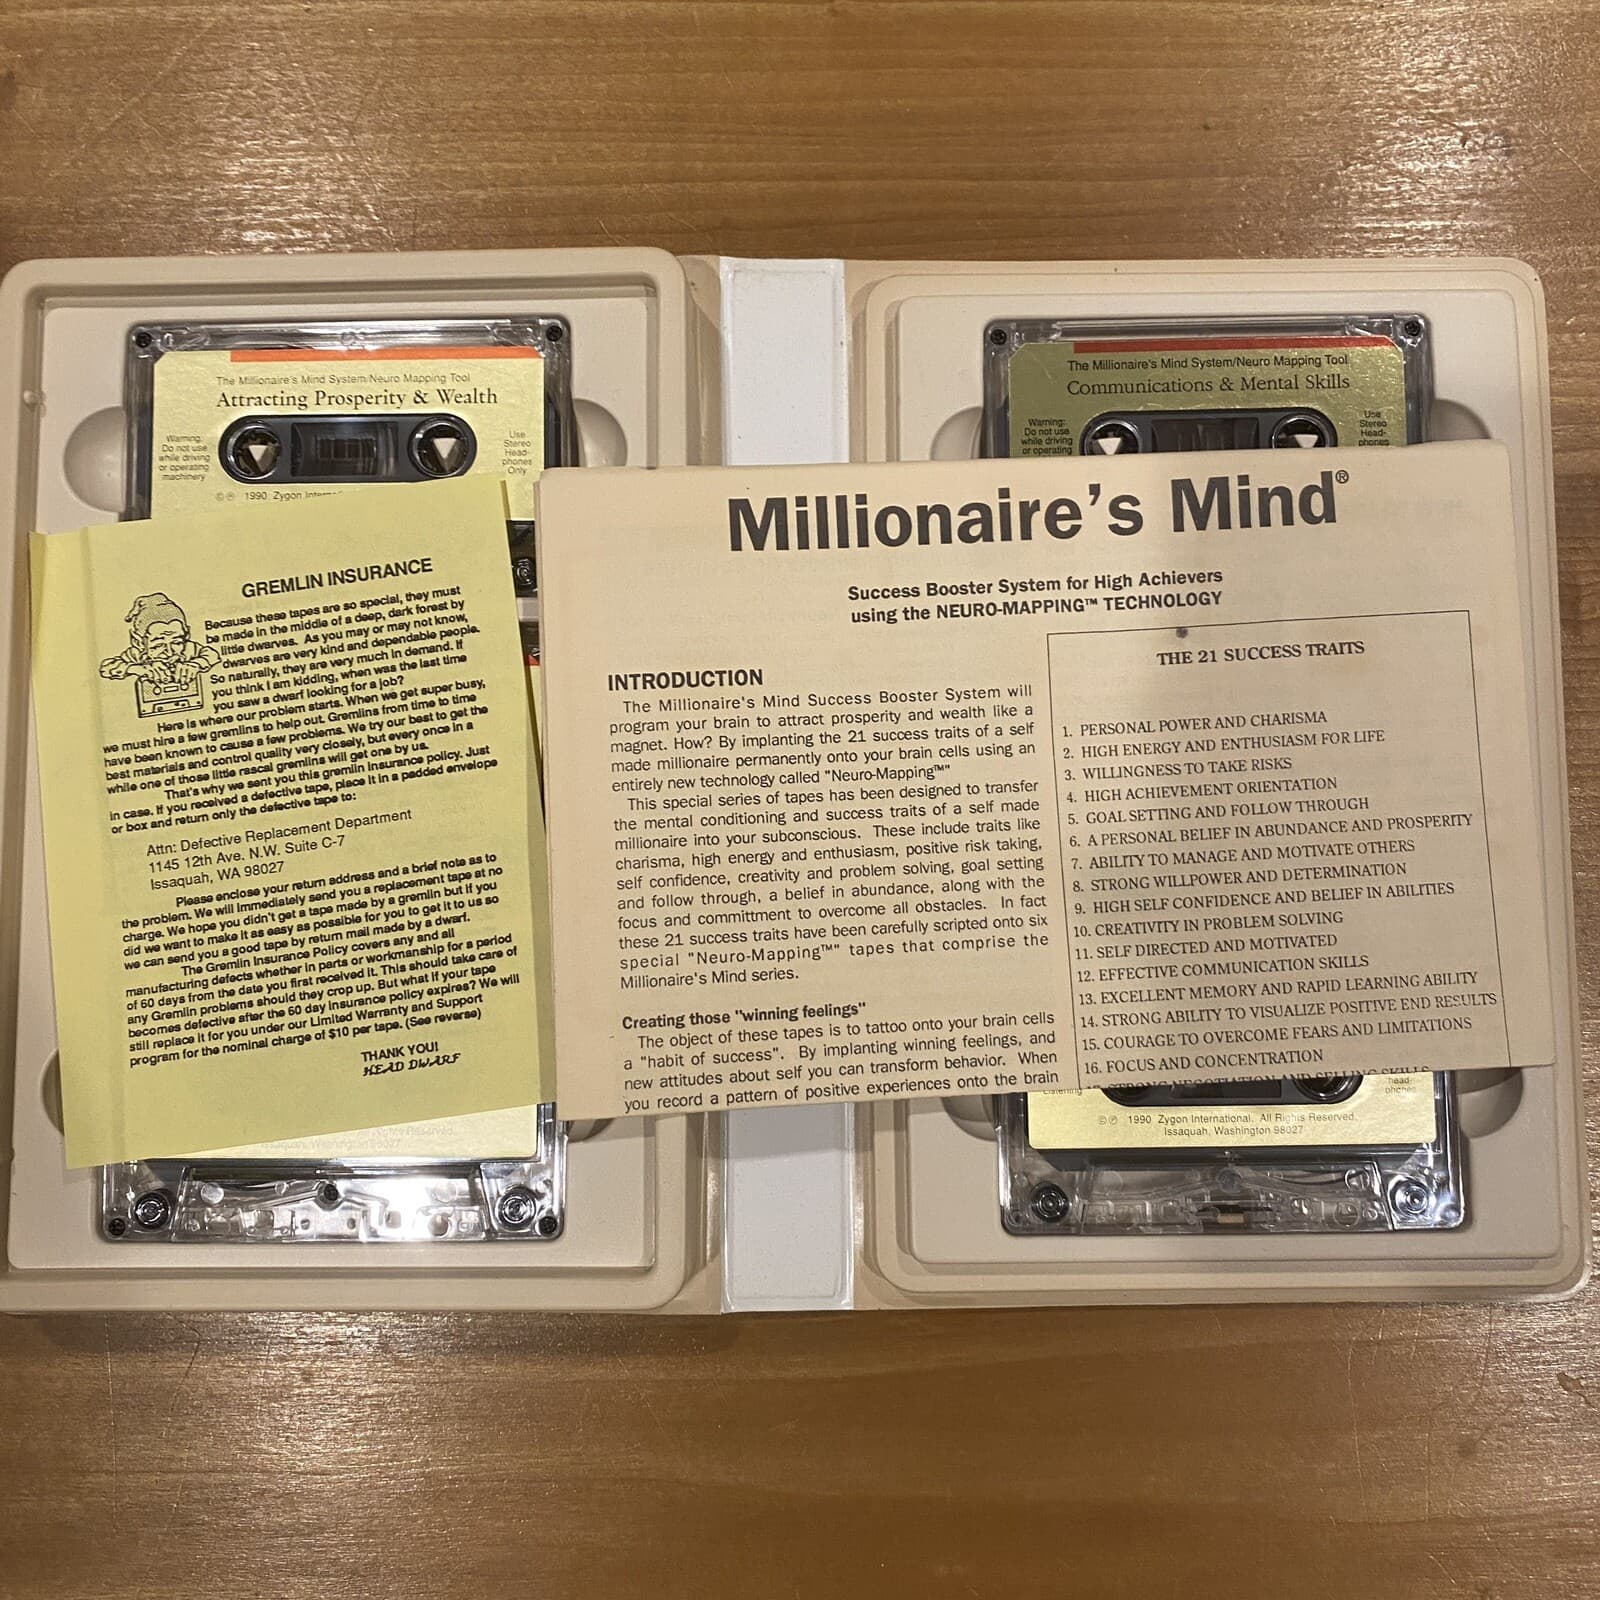 The Millionaire's Mind System/Neuro Mapping Tool
Attracting Prosperity & Wealth
Warning:
Do not use
while driving
or operating
machinery
Use
Stereo
Head-
phones
Only
©℗ 1990 Zygon
GREMLIN INSURANCE
Because these tapes are so special, they must
be made in the middle of a deep, dark forest by
little dwarves. As you may or may not know,
dwarves are very kind and dependable people.
So naturally, they are very much in demand. If
you think I am kidding, when was the last time
you saw a dwarf looking for a job?
Here is where our problem starts. When we get super busy,
we must hire a few gremlins to help out. Gremlins from time to time
have been known to cause a few problems. We try our best to get the
best materials and control quality very closely, but every once in a
while one of those little rascal gremlins will get one by us.
That's why we sent you this gremlin insurance policy. Just
in case. If you received a defective tape, place it in a padded envelope
or box and return only the defective tape to:
Attn: Defective Replacement Department
1145 12th Ave. N.W. Suite C-7
Issaquah, WA 98027
Please enclose your return address and a brief note as to
the problem. We will immediately send you a replacement tape at no
charge. We hope you didn't get a tape made by a gremlin but if you
did we want to make it as easy as possible for you to get it to us so
we can send you a good tape by return mail made by a dwarf.
The Gremlin Insurance Policy covers any and all
manufacturing defects whether in parts or workmanship for a period
of 60 days from the date you first received it. This should take care of
any Gremlin problems should they crop up. But what if your tape
becomes defective after the 60 day insurance policy expires? We will
still replace it for you under our Limited Warranty and Support
program for the nominal charge of $10 per tape. (See reverse)
THANK YOU!
HEAD DWARF
Rights Reserved.
Issaquah, Washington 98027
The Millionaire's Mind System/Neuro Mapping Tool
Communications & Mental Skills
Warning:
Do not use
while driving
or operating
Use
Stereo
Head-
phones
Millionaire's Mind®
Success Booster System for High Achievers
using the NEURO-MAPPING™ TECHNOLOGY
INTRODUCTION
The Millionaire's Mind Success Booster System will
program your brain to attract prosperity and wealth like a
magnet. How? By implanting the 21 success traits of a self
made millionaire permanently onto your brain cells using an
entirely new technology called "Neuro-Mapping™"
This special series of tapes has been designed to transfer
the mental conditioning and success traits of a self made
millionaire into your subconscious. These include traits like
charisma, high energy and enthusiasm, positive risk taking,
self confidence, creativity and problem solving, goal setting
and follow through, a belief in abundance, along with the
focus and committment to overcome all obstacles. In fact
these 21 success traits have been carefully scripted onto six
special "Neuro-Mapping™" tapes that comprise the
Millionaire's Mind series.
Creating those "winning feelings"
The object of these tapes is to tattoo onto your brain cells
a "habit of success". By implanting winning feelings, and
new attitudes about self you can transform behavior. When
you record a pattern of positive experiences onto the brain
THE 21 SUCCESS TRAITS
1. PERSONAL POWER AND CHARISMA
2. HIGH ENERGY AND ENTHUSIASM FOR LIFE
3. WILLINGNESS TO TAKE RISKS
4. HIGH ACHIEVEMENT ORIENTATION
5. GOAL SETTING AND FOLLOW THROUGH
6. A PERSONAL BELIEF IN ABUNDANCE AND PROSPERITY
7. ABILITY TO MANAGE AND MOTIVATE OTHERS
8. STRONG WILLPOWER AND DETERMINATION
9. HIGH SELF CONFIDENCE AND BELIEF IN ABILITIES
10. CREATIVITY IN PROBLEM SOLVING
11. SELF DIRECTED AND MOTIVATED
12. EFFECTIVE COMMUNICATION SKILLS
13. EXCELLENT MEMORY AND RAPID LEARNING ABILITY
14. STRONG ABILITY TO VISUALIZE POSITIVE END RESULTS
15. COURAGE TO OVERCOME FEARS AND LIMITATIONS
16. FOCUS AND CONCENTRATION
17. STRONG NEGOTIATION AND SELLING SKILLS
Listening
head-
phones
©℗ 1990 Zygon International. All Rights Reserved.
Issaquah, Washington 98027